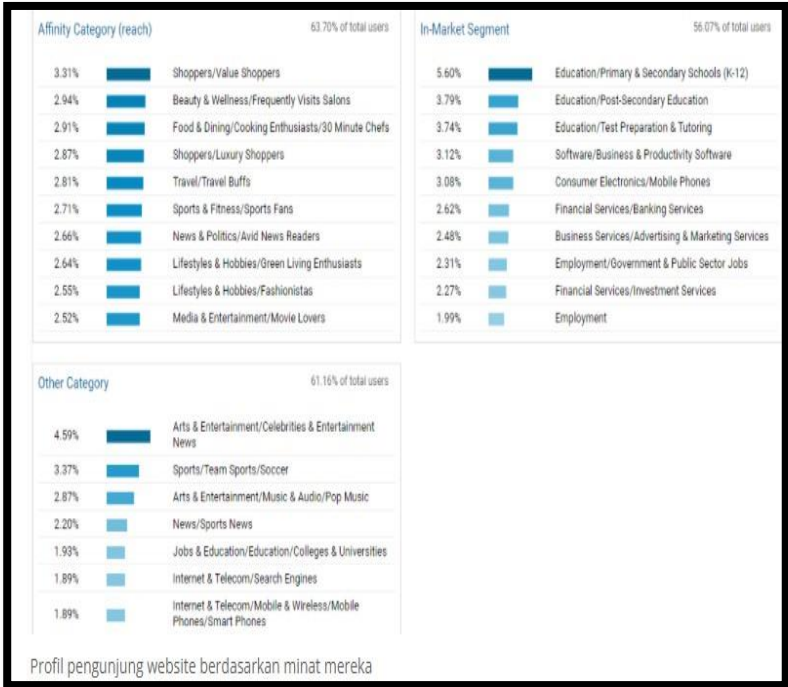 Affinity Category (reach) 63.70% of total users
3.31% Shoppers/Value Shoppers
2.94% Beauty & Wellness/Frequently Visits Salons
2.91% Food & Dining/Cooking Enthusiasts/30 Minute Chefs
2.87% Shoppers/Luxury Shoppers
2.81% Travel/Travel Buffs
2.71% Sports & Fitness/Sports Fans
2.66% News & Politics/Avid News Readers
2.64% Lifestyles & Hobbies/Green Living Enthusiasts
2.55% Lifestyles & Hobbies/Fashionistas
2.52% Media & Entertainment/Movie Lovers
In-Market Segment 56.07% of total users
5.60% Education/Primary & Secondary Schools (K-12)
3.79% Education/Post-Secondary Education
3.74% Education/Test Preparation & Tutoring
3.12% Software/Business & Productivity Software
3.08% Consumer Electronics/Mobile Phones
2.62% Financial Services/Banking Services
2.48% Business Services/Advertising & Marketing Services
2.31% Employment/Government & Public Sector Jobs
2.27% Financial Services/Investment Services
1.99% Employment
Other Category 61.16% of total users
4.59% Arts & Entertainment/Celebrities & Entertainment
News
3.37% Sports/Team Sports/Soccer
2.87% Arts & Entertainment/Music & Audio/Pop Music
2.20% News/Sports News
1.93% Jobs & Education/Education/Colleges & Universities
1.89% Internet & Telecom/Search Engines
1.89% Internet & Telecom/Mobile & Wireless/Mobile
Phones/Smart Phones
Profil pengunjung website berdasarkan minat mereka